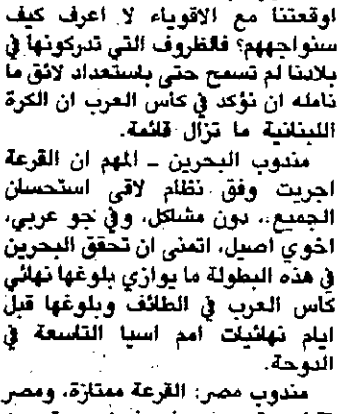 اوقعتنا مع الاقوياء لا اعرف كيف
سنواجههم؟ فالظروف التي تدركونها في
بلادنا لم تسمح حتى باستعداد لائق ما
نامله ان نؤكد في كاس العرب ان الكرة
اللبنانية ما تزال قائمة.
مندوب البحرين ـ المهم ان القرعة
اجريت وفق نظام لاقى استحسان
الجميع، دون مشاكل، وفي جو عربي،
اخوي اصيل، اتمنى ان تحقق البحرين
في هذه البطولة ما يوازي بلوغها نهائي
كاس العرب في الطائف وبلوغها قبل
ايام نهائيات امم اسيا التاسعة في
الدوحة.
مندوب مصر: القرعة ممتازة، ومصر